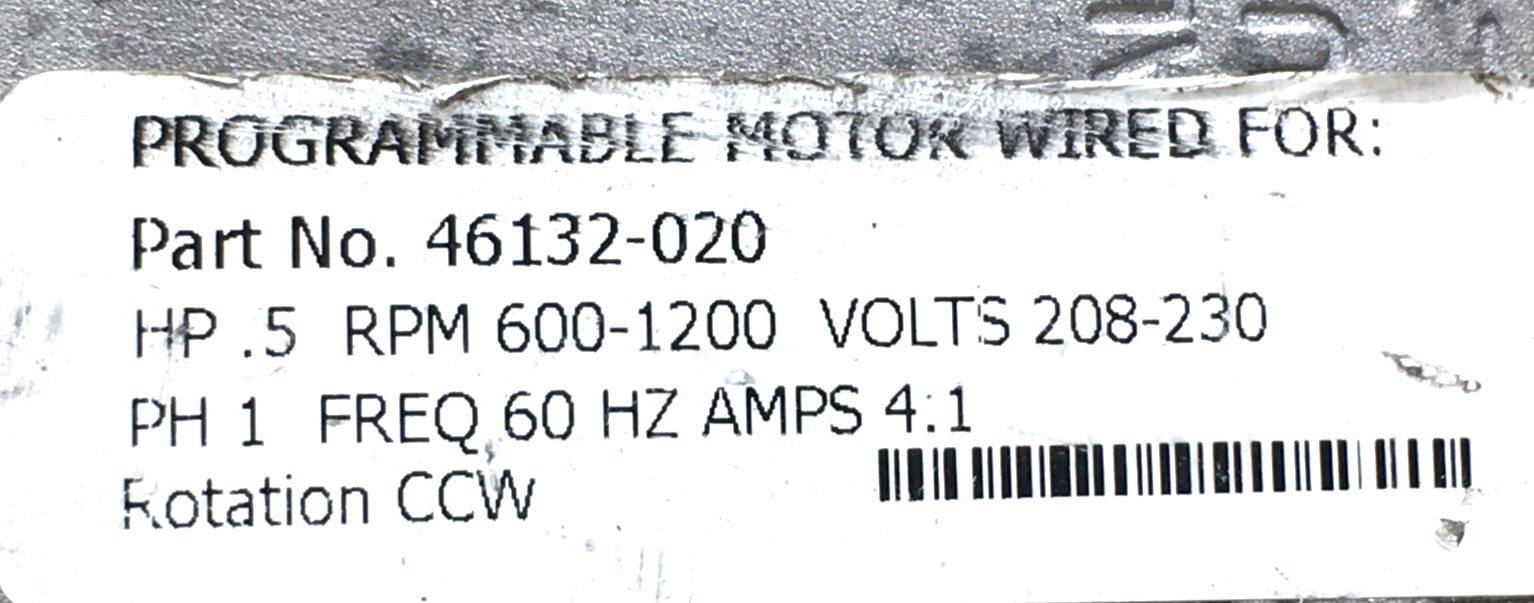 PROGRAMMABLE MOTOR WIRED FOR:
Part No. 46132-020
HP .5 RPM 600-1200 VOLTS 208-230
PH 1 FREQ 60 HZ AMPS 4.1
Rotation CCW